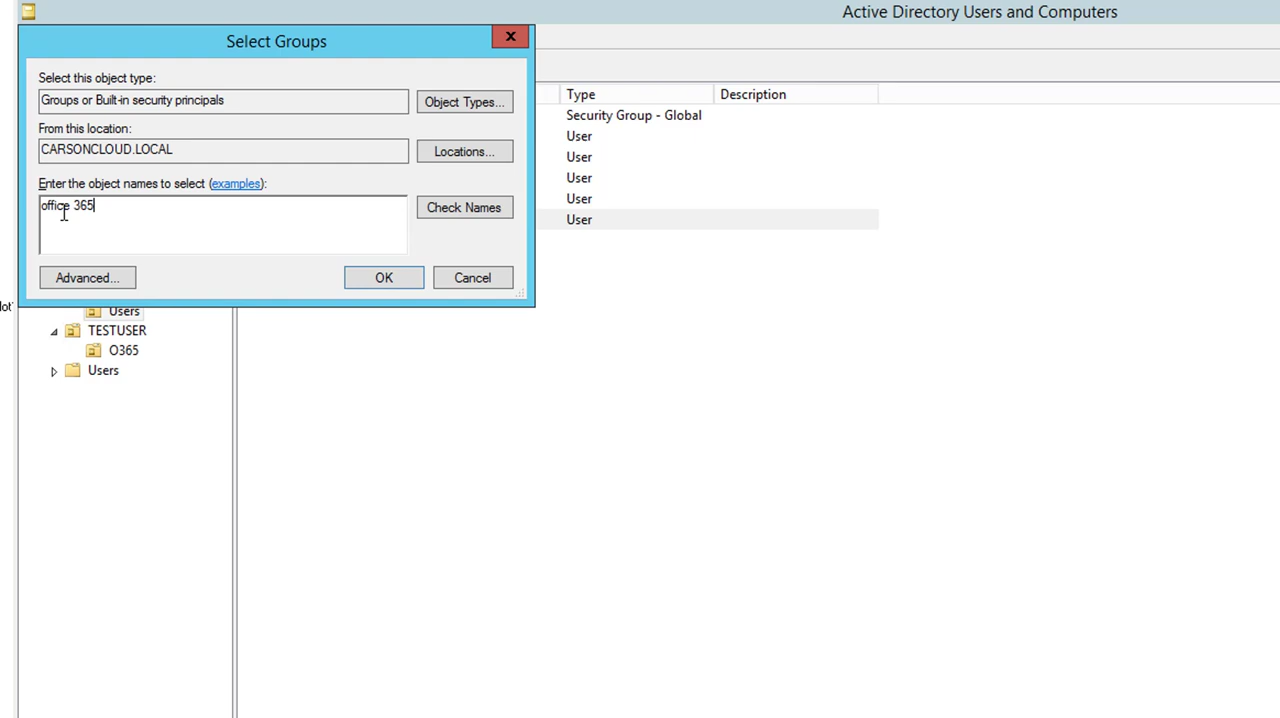 Active Directory Users and Computers
Select Groups
Select this object type:
Groups or Built-in security principals
Object Types...
From this location:
CARSONCLOUD.LOCAL
Locations...
Enter the object names to select (examples):
office 365
Check Names
Advanced...
OK
Cancel
Type
Description
Security Group - Global
User
User
User
User
User
Users
TESTUSER
O365
Users